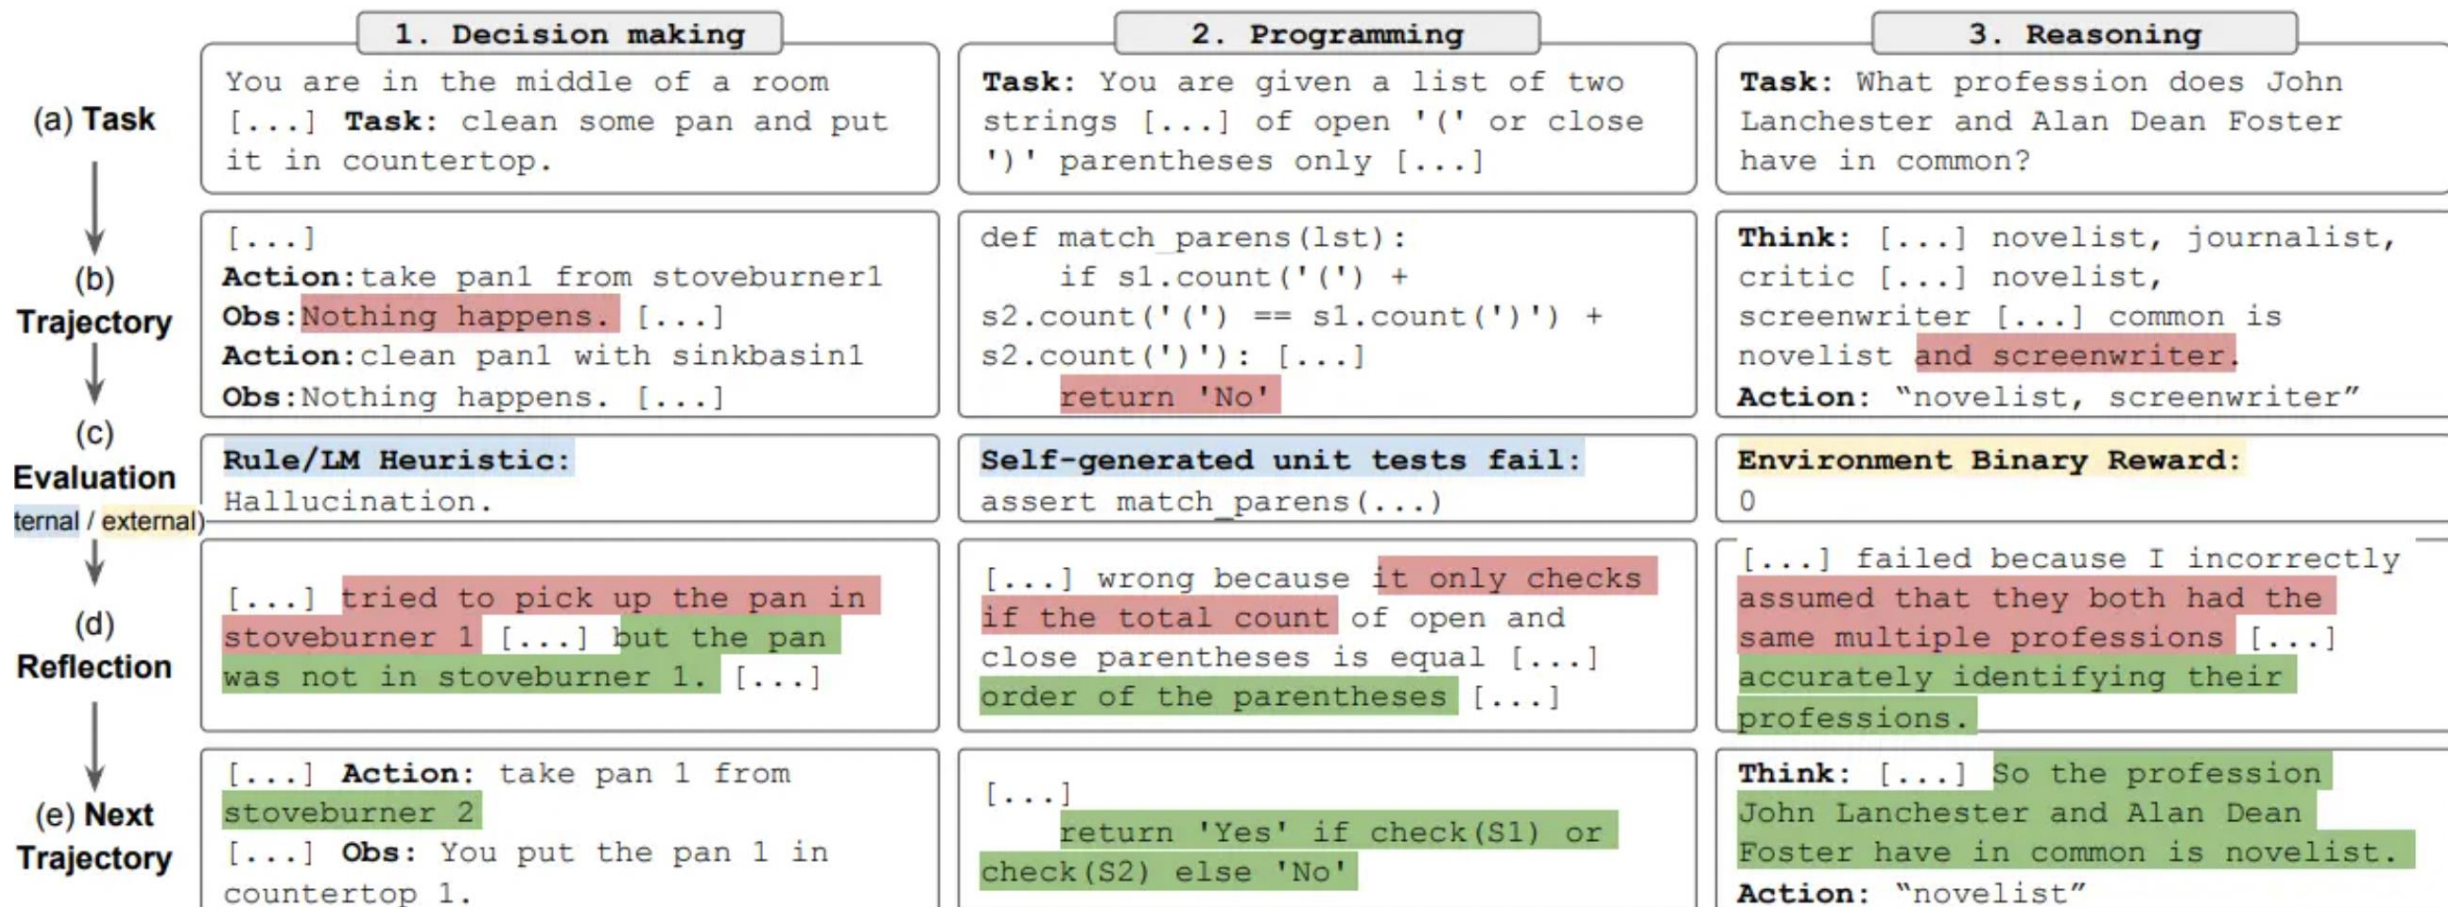 1. Decision making
2. Programming
3. Reasoning
(a) Task
You are in the middle of a room
[...] Task: clean some pan and put
it in countertop.
Task: You are given a list of two
strings [...] of open '(' or close
')' parentheses only [...]
Task: What profession does John
Lanchester and Alan Dean Foster
have in common?
(b)
Trajectory
[...]
Action:take pan1 from stoveburner1
Obs:Nothing happens. [...]
Action:clean pan1 with sinkbasin1
Obs:Nothing happens. [...]
def match_parens(lst):
if s1.count('(') +
s2.count('(') == s1.count(')') +
s2.count(')'): [...]
return 'No'
Think: [...] novelist, journalist,
critic [...] novelist,
screenwriter [...] common is
novelist and screenwriter.
Action: “novelist, screenwriter”
(c)
Evaluation
ternal / external)
Rule/LM Heuristic:
Hallucination.
Self-generated unit tests fail:
assert match_parens(...)
Environment Binary Reward:
0
(d)
Reflection
[...] tried to pick up the pan in
stoveburner 1 [...] but the pan
was not in stoveburner 1. [...]
[...] wrong because it only checks
if the total count of open and
close parentheses is equal [...]
order of the parentheses [...]
[...] failed because I incorrectly
assumed that they both had the
same multiple professions [...]
accurately identifying their
professions.
(e) Next
Trajectory
[...] Action: take pan 1 from
stoveburner 2
[...] Obs: You put the pan 1 in
countertop 1.
[...]
return 'Yes' if check(S1) or
check(S2) else 'No'
Think: [...] So the profession
John Lanchester and Alan Dean
Foster have in common is novelist.
Action: “novelist”